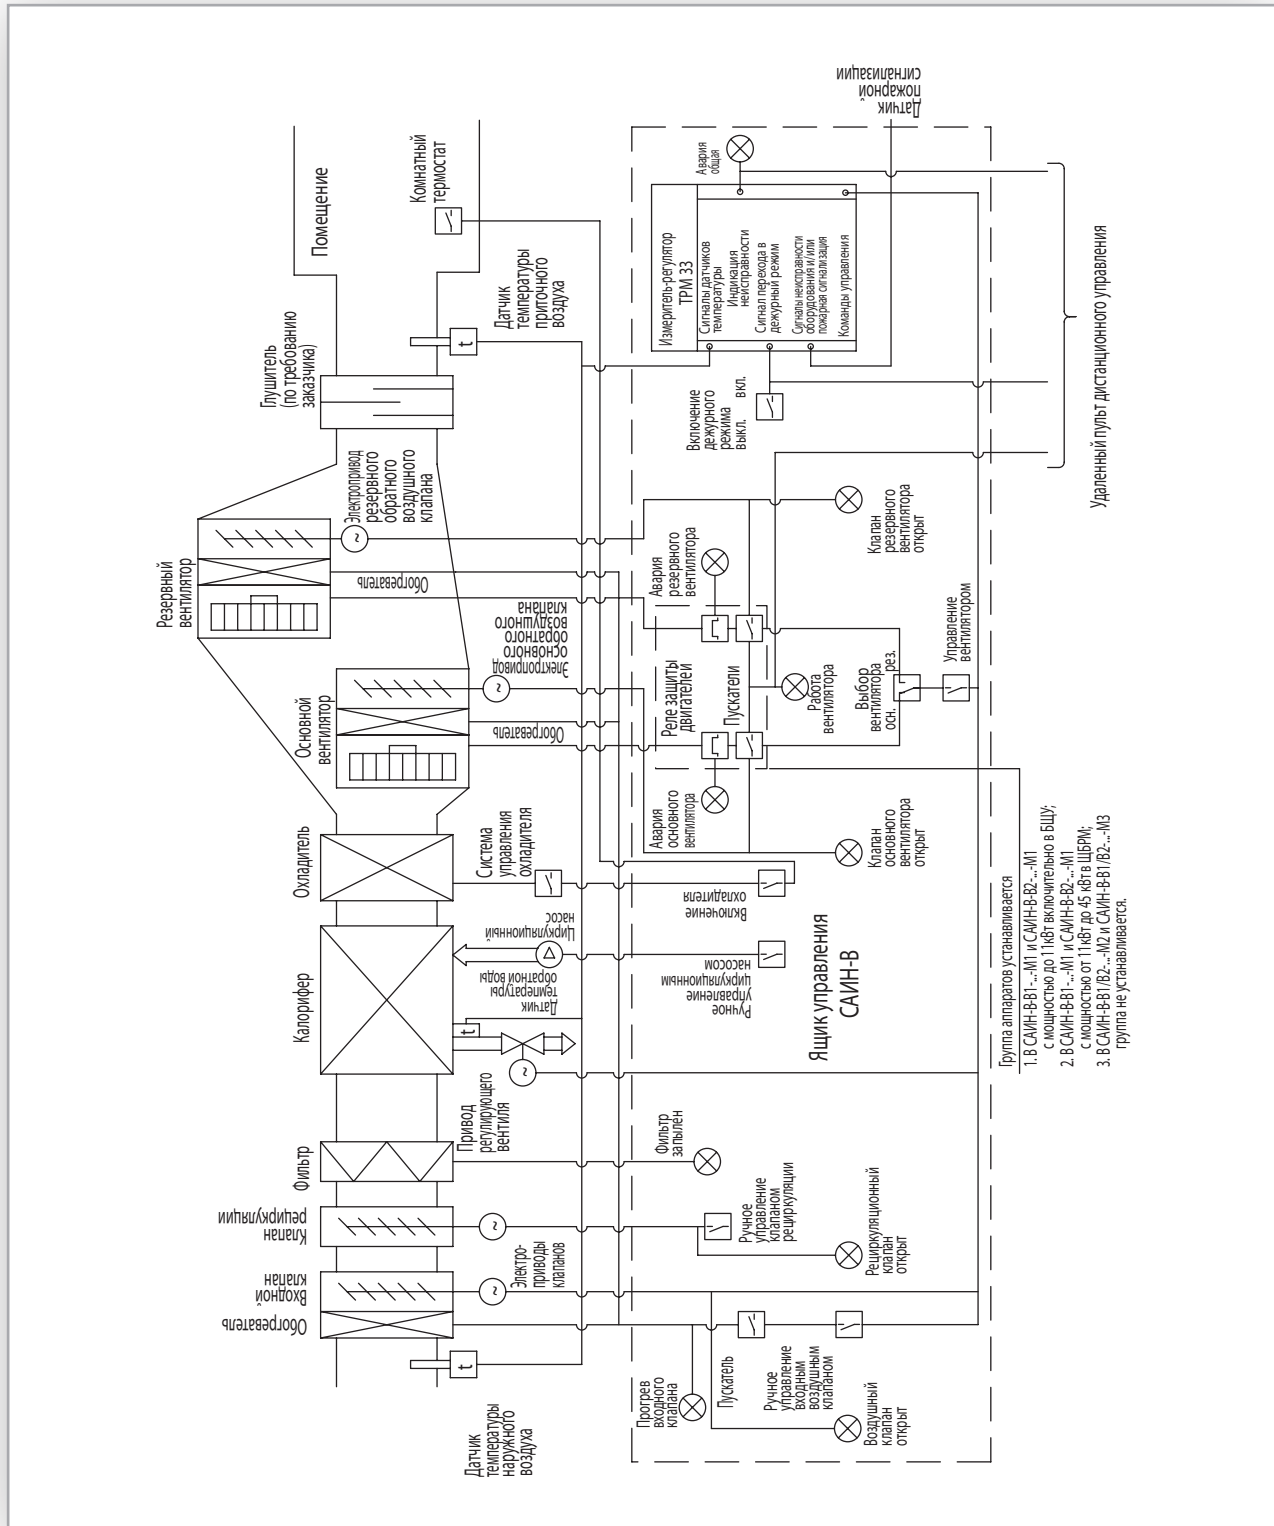 Датчик
пожарной
сигнализации
Помещение
Комнатный
термостат
Датчик
температуры
приточного
воздуха
Глушитель
(по требованию
заказчика)
Электропривод
резервного
обратного
воздушного
клапана
Резервный
вентилятор
Обогреватель
Электропривод
основного
обратного
воздушного
клапана
Основной
вентилятор
Обогреватель
Охладитель
Система
управления
охладителя
Циркуляционный
насос
Калорифер
Датчик
температуры
обратной воды
t
t
t
Привод
регулирующего
вентиля
Фильтр
Клапан
рециркуляции
Входной
клапан
Обогреватель
Электро-
приводы
клапанов
Датчик
температуры
наружного
воздуха
~
~
~
~
~
Авария
общая
Измеритель-регулятор
ТРМ 33
Сигналы датчиков
температуры
Индикация
неисправности
Сигнал перехода в
дежурный режим
Сигналы неисправности
оборудования и/или
пожарная сигнализация
Команды управления
Включение
дежурного
режима
выкл. вкл.
Удаленный пульт дистанционного управления
Авария
резервного
вентилятора
Клапан
резервного
вентилятора
открыт
Реле защиты
двигателей
Пускатели
Работа
вентилятора
Выбор
вентилятора
осн. рез.
Управление
вентилятором
Авария
основного
вентилятора
Клапан
основного
вентилятора
открыт
Включение
охладителя
Ручное
управление
циркуляционным
насосом
Ящик управления
САИН-В
Фильтр
запылен
Ручное
управление
клапаном
рециркуляции
Рециркуляционный
клапан
открыт
Прогрев
входного
клапана
Пускатель
Ручное
управление
входным
воздушным
клапаном
Воздушный
клапан
открыт
Группа аппаратов устанавливается
1. В САИН-В-В1-...-М1 и САИН-В-В2-...-М1
с мощностью до 11кВт включительно в БЩУ;
2. В САИН-В-В1-...-М1 и САИН-В-В2-...-М1
с мощностью от 11кВт до 45 кВт в ЩБРМ;
3. В САИН-В-В1/В2-...-М2 и САИН-В-В1/В2-...-М3
группа не устанавливается.